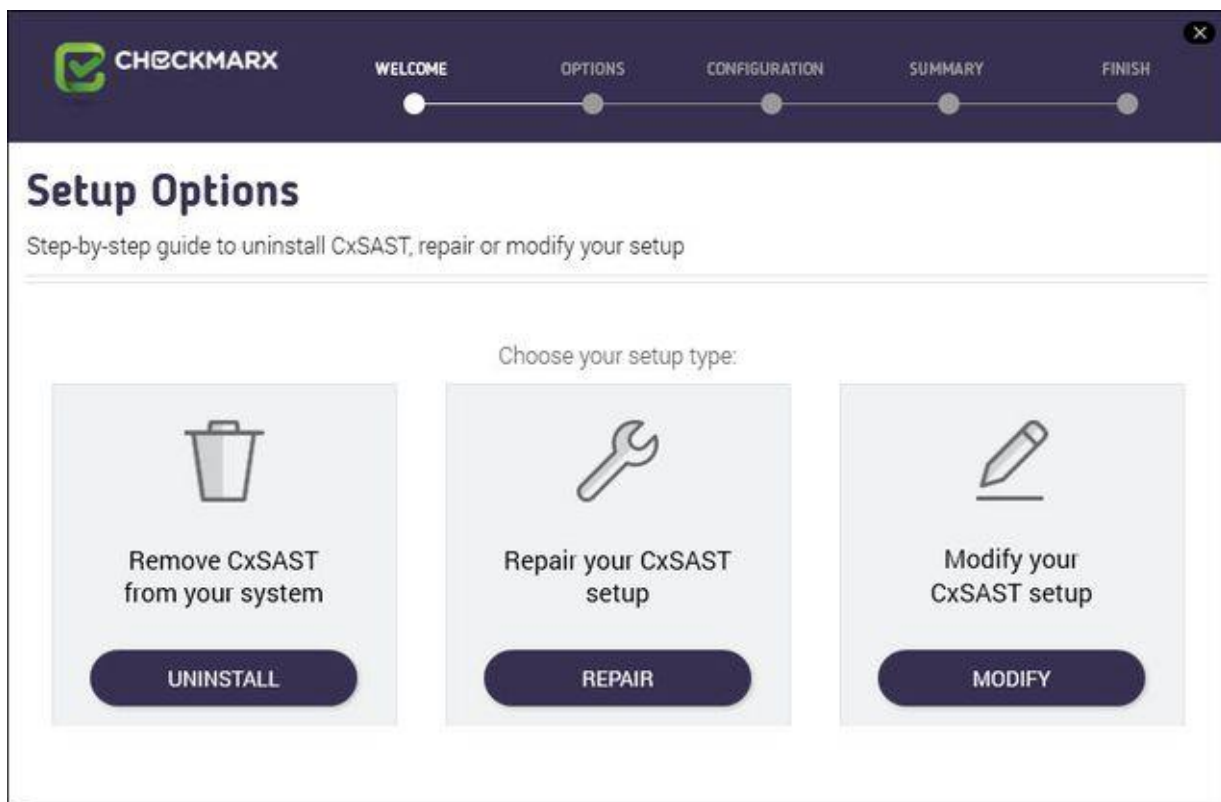 CHECKMARX
WELCOME
OPTIONS
CONFIGURATION
SUMMARY
FINISH
Setup Options
Step-by-step guide to uninstall CxSAST, repair or modify your setup
Choose your setup type:
Remove CxSAST
from your system
UNINSTALL
Repair your CxSAST
setup
REPAIR
Modify your
CxSAST setup
MODIFY